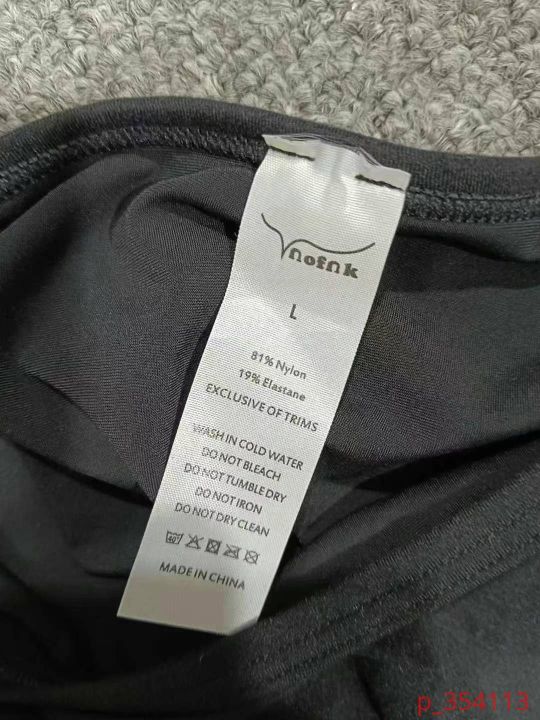 nofnk
L
81% Nylon
19% Elastane
EXCLUSIVE OF TRIMS
WASH IN COLD WATER
DO NOT BLEACH
DO NOT TUMBLE DRY
DO NOT IRON
DO NOT DRY CLEAN
40°
MADE IN CHINA
p_354113